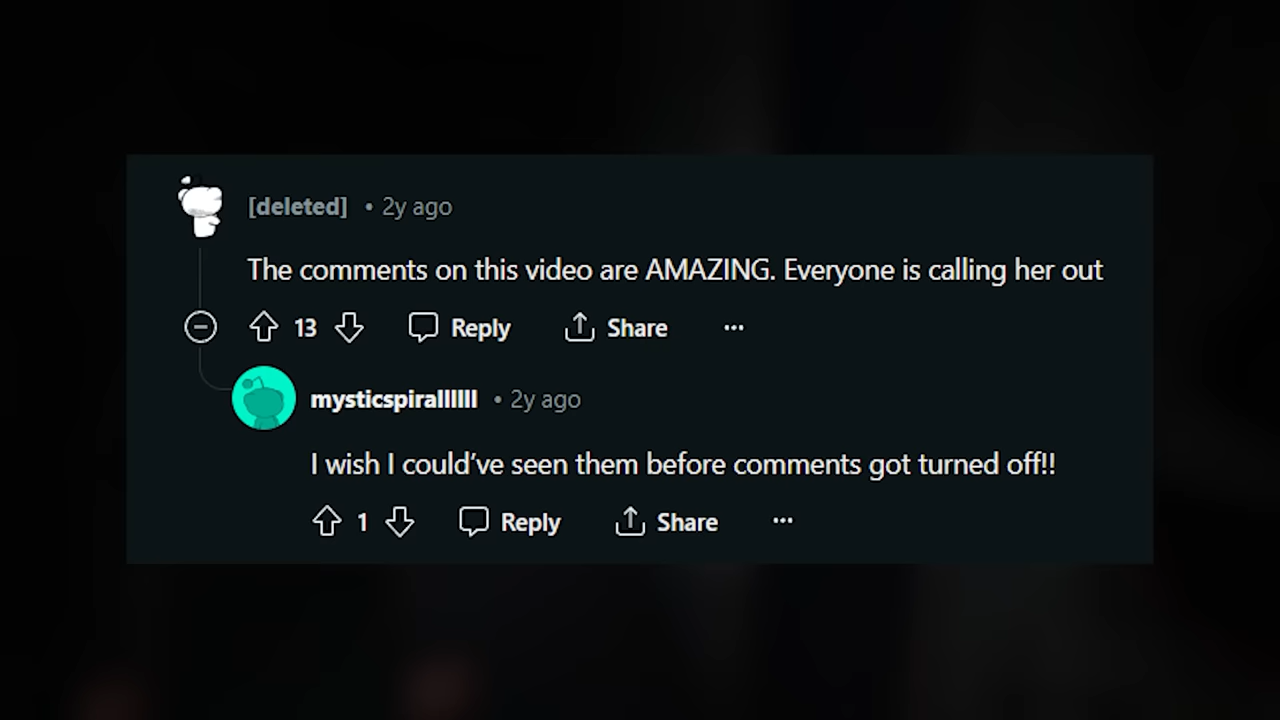 [deleted] • 2y ago
The comments on this video are AMAZING. Everyone is calling her out
13 Reply Share ...
mysticspirallllll • 2y ago
I wish I could've seen them before comments got turned off!!
1 Reply Share ...